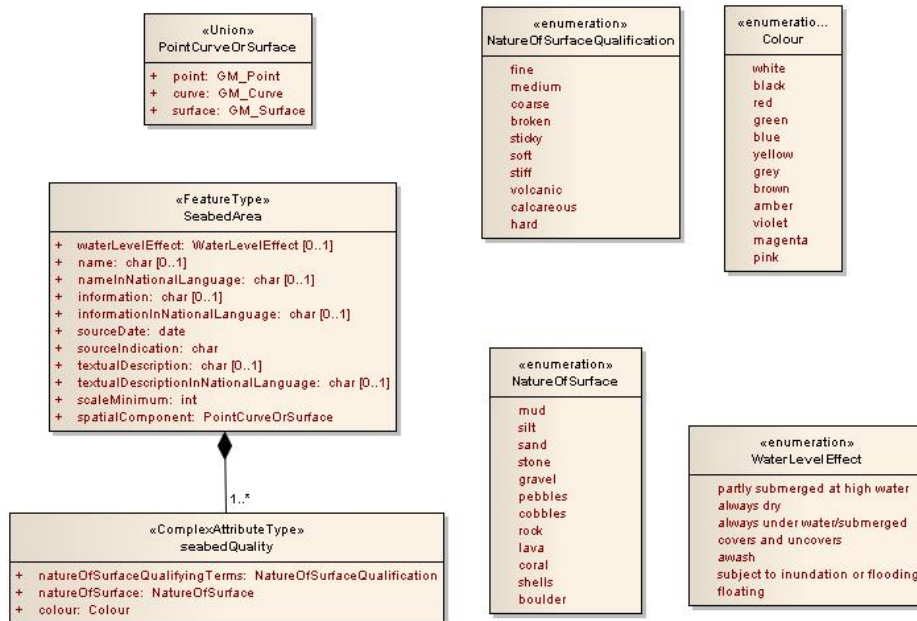 «Union»
PointCurveOrSurface
+ point: GM_Point
+ curve: GM_Curve
+ surface: GM_Surface
«enumeration»
NatureOfSurfaceQualification
fine
medium
coarse
broken
sticky
soft
stiff
volcanic
calcareous
hard
«enumeratio...
Colour
white
black
red
green
blue
yellow
grey
brown
amber
violet
magenta
pink
«FeatureType»
SeabedArea
+ waterLevelEffect: WaterLevelEffect [0..1]
+ name: char [0..1]
+ nameInNationalLanguage: char [0..1]
+ information: char [0..1]
+ informationInNationalLanguage: char [0..1]
+ sourceDate: date
+ sourceIndication: char
+ textualDescription: char [0..1]
+ textualDescriptionInNationalLanguage: char [0..1]
+ scaleMinimum: int
+ spatialComponent: PointCurveOrSurface
1..*
«ComplexAttributeType»
seabedQuality
+ natureOfSurfaceQualifyingTerms: NatureOfSurfaceQualification
+ natureOfSurface: NatureOfSurface
+ colour: Colour
«enumeration»
NatureOfSurface
mud
silt
sand
stone
gravel
pebbles
cobbles
rock
lava
coral
shells
boulder
«enumeration»
WaterLevelEffect
partly submerged at high water
always dry
always under water/submerged
covers and uncovers
awash
subject to inundation or flooding
floating